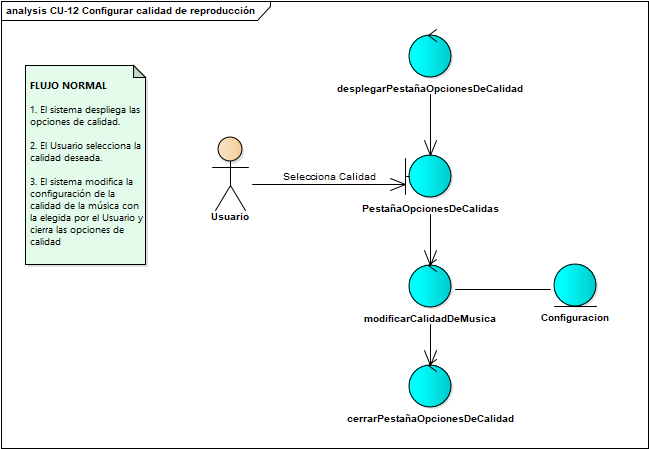 analysis CU-12 Configurar calidad de reproducción
FLUJO NORMAL
1. El sistema despliega las
opciones de calidad.
2. El Usuario selecciona la
calidad deseada.
3. El sistema modifica la
configuración de la
calidad de la música con
la elegida por el Usuario y
cierra las opciones de
calidad
desplegarPestañaOpcionesDeCalidad
Selecciona Calidad
Usuario
PestañaOpcionesDeCalidas
modificarCalidadDeMusica
Configuracion
cerrarPestañaOpcionesDeCalidad